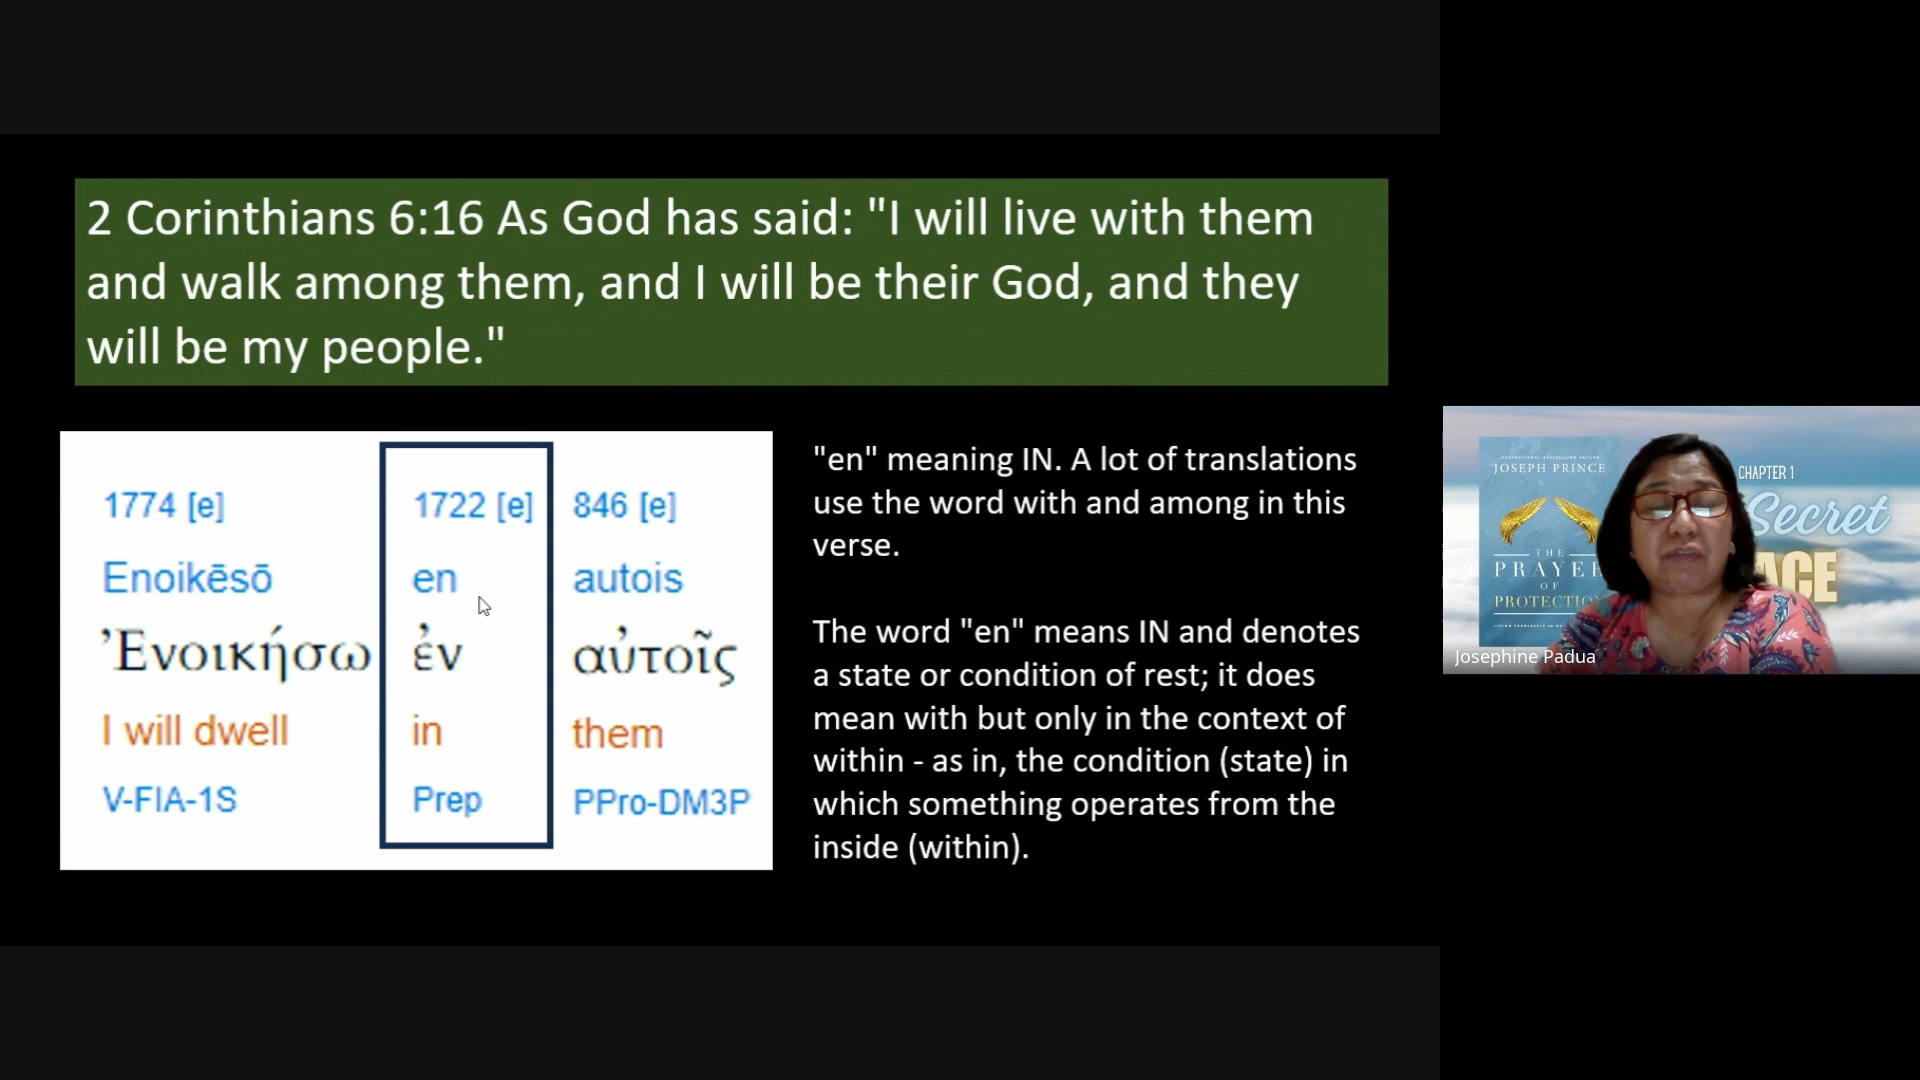 2 Corinthians 6:16 As God has said: "I will live with them
and walk among them, and I will be their God, and they
will be my people."
1774 [e] 1722 [e] 846 [e]
Enoikēsō en autois
Ἐνοικήσω ἐν αὐτοῖς
I will dwell in them
V-FIA-1S Prep PPro-DM3P
"en" meaning IN. A lot of translations
use the word with and among in this
verse.
The word "en" means IN and denotes
a state or condition of rest; it does
mean with but only in the context of
within - as in, the condition (state) in
which something operates from the
inside (within).
INTERNATIONAL BESTSELLING AUTHOR
JOSEPH PRINCE
THE
PRAYER
OF
PROTECTION
CHAPTER 1
Secret
ACE
Josephine Padua